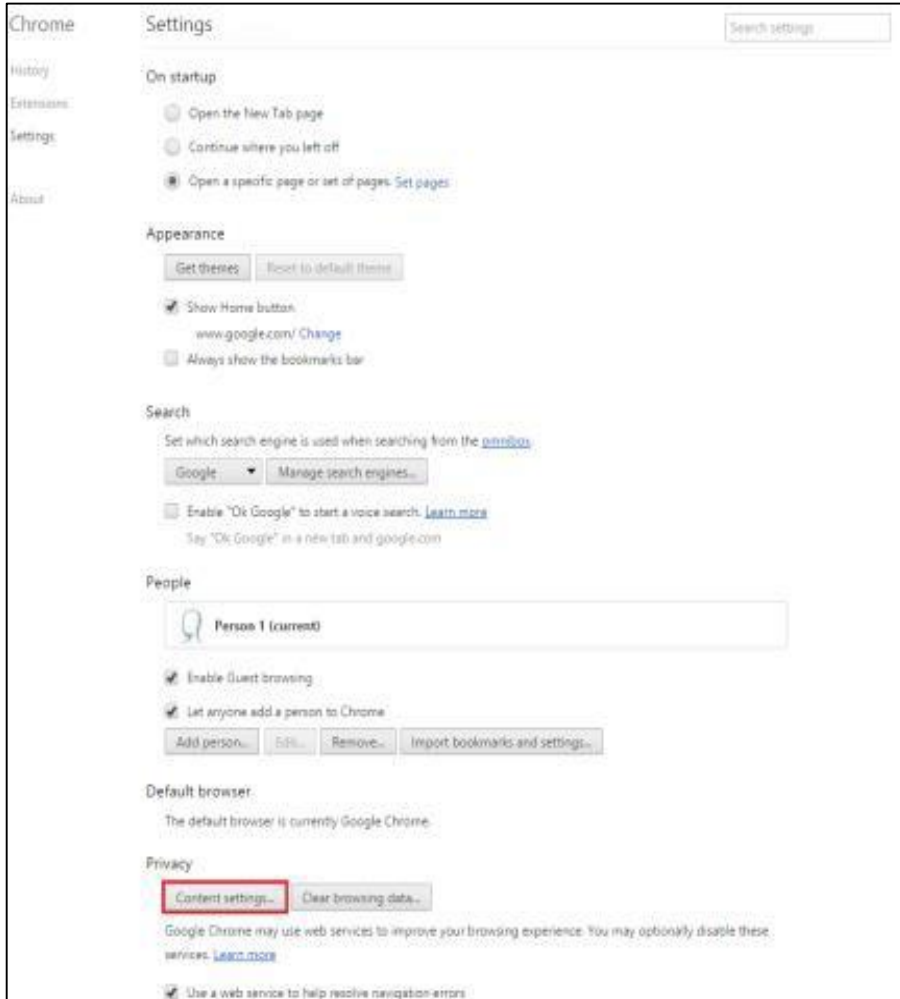 Chrome
Settings
Search settings
History
Extensions
Settings
About
On startup
Open the New Tab page
Continue where you left off
Open a specific page or set of pages. Set pages
Appearance
Get themes
Reset to default theme
Show Home button
www.google.com/ Change
Always show the bookmarks bar
Search
Set which search engine is used when searching from the omnibox.
Google
Manage search engines...
Enable "Ok Google" to start a voice search. Learn more
Say "Ok Google" in a new tab and google.com
People
Person 1 (current)
Enable Guest browsing
Let anyone add a person to Chrome
Add person...
Edit...
Remove...
Import bookmarks and settings...
Default browser
The default browser is currently Google Chrome.
Privacy
Content settings...
Clear browsing data...
Google Chrome may use web services to improve your browsing experience. You may optionally disable these
services. Learn more
Use a web service to help resolve navigation errors